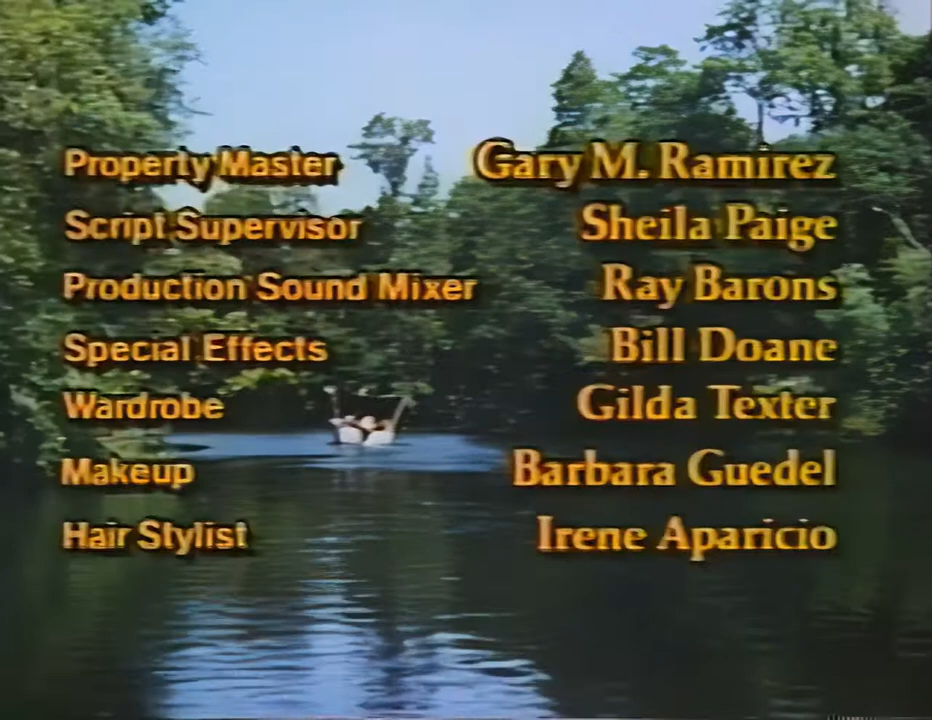 Property Master Gary M. Ramirez
Script Supervisor Sheila Paige
Production Sound Mixer Ray Barons
Special Effects Bill Doane
Wardrobe Gilda Texter
Makeup Barbara Guedel
Hair Stylist Irene Aparicio